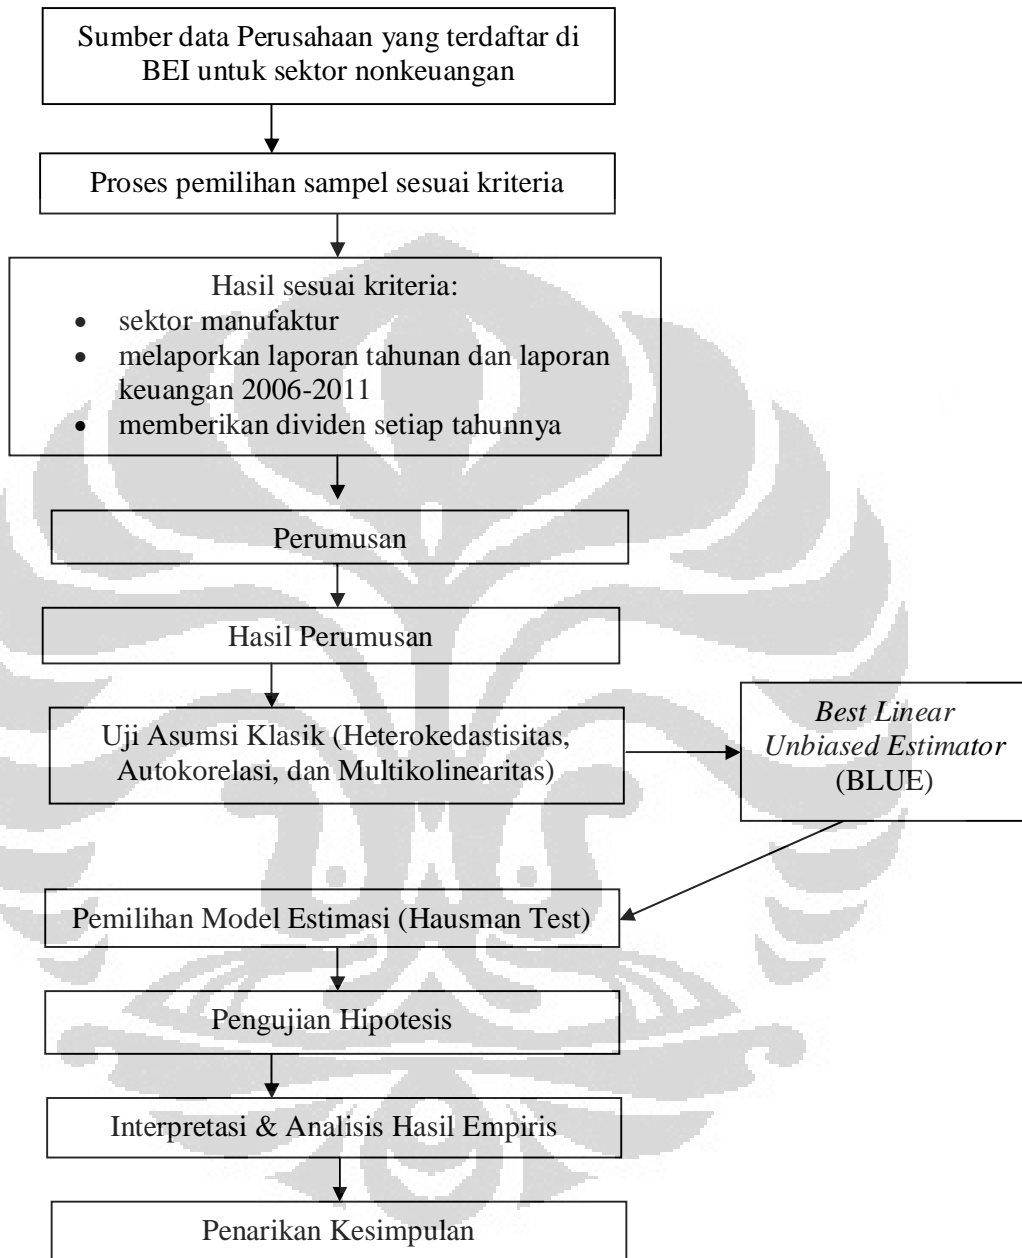 Sumber data Perusahaan yang terdaftar di
BEI untuk sektor nonkeuangan
Proses pemilihan sampel sesuai kriteria
Hasil sesuai kriteria:
• sektor manufaktur
• melaporkan laporan tahunan dan laporan
keuangan 2006-2011
• memberikan dividen setiap tahunnya
Perumusan
Hasil Perumusan
Uji Asumsi Klasik (Heterokedastisitas,
Autokorelasi, dan Multikolinearitas)
Best Linear
Unbiased Estimator
(BLUE)
Pemilihan Model Estimasi (Hausman Test)
Pengujian Hipotesis
Interpretasi & Analisis Hasil Empiris
Penarikan Kesimpulan